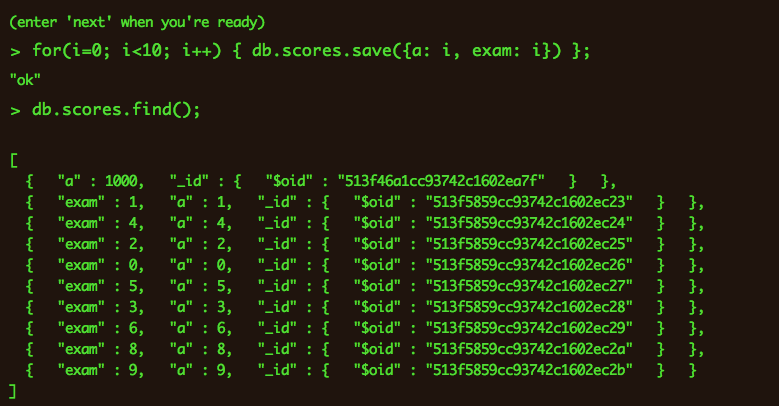 (enter 'next' when you're ready)
> for(i=0; i<10; i++) { db.scores.save({a: i, exam: i}) };
"ok"
> db.scores.find();
[
{ "a" : 1000, "_id" : { "$oid" : "513f46a1cc93742c1602ea7f" } },
{ "exam" : 1, "a" : 1, "_id" : { "$oid" : "513f5859cc93742c1602ec23" } },
{ "exam" : 4, "a" : 4, "_id" : { "$oid" : "513f5859cc93742c1602ec24" } },
{ "exam" : 2, "a" : 2, "_id" : { "$oid" : "513f5859cc93742c1602ec25" } },
{ "exam" : 0, "a" : 0, "_id" : { "$oid" : "513f5859cc93742c1602ec26" } },
{ "exam" : 5, "a" : 5, "_id" : { "$oid" : "513f5859cc93742c1602ec27" } },
{ "exam" : 3, "a" : 3, "_id" : { "$oid" : "513f5859cc93742c1602ec28" } },
{ "exam" : 6, "a" : 6, "_id" : { "$oid" : "513f5859cc93742c1602ec29" } },
{ "exam" : 8, "a" : 8, "_id" : { "$oid" : "513f5859cc93742c1602ec2a" } },
{ "exam" : 9, "a" : 9, "_id" : { "$oid" : "513f5859cc93742c1602ec2b" } }
]